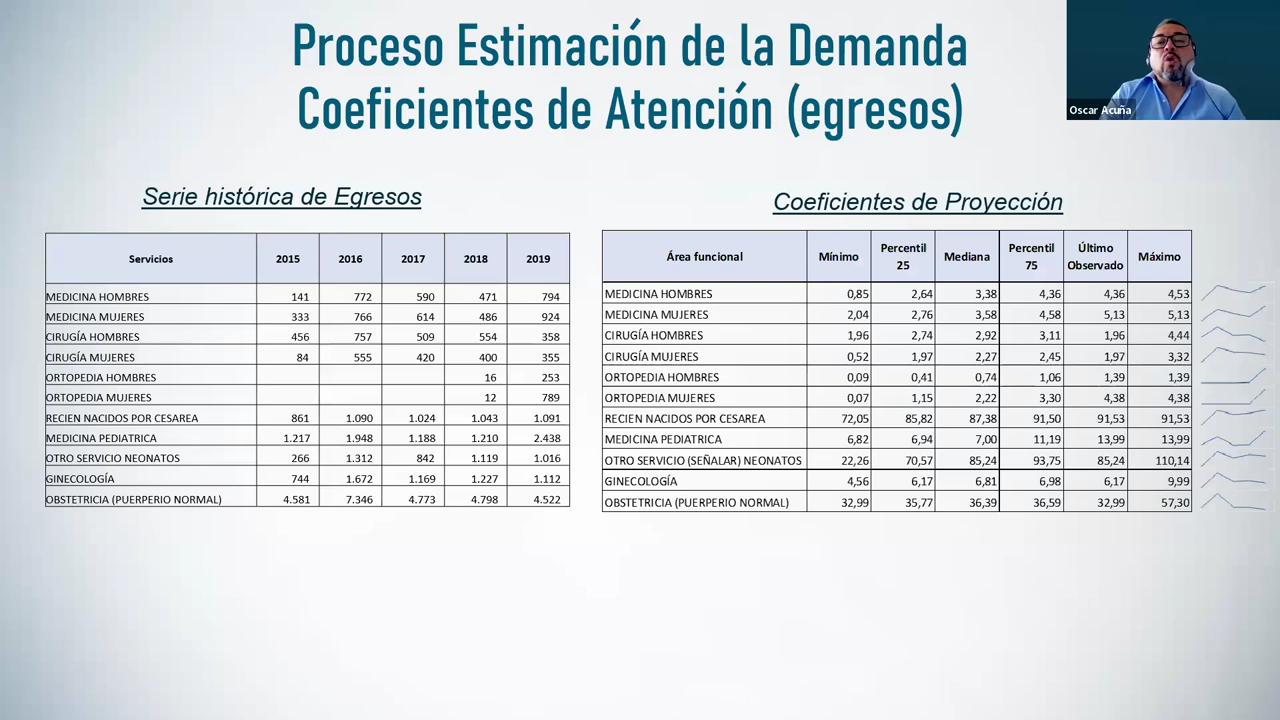 Proceso Estimación de la Demanda
Coeficientes de Atención (egresos)
Oscar Acuña
Serie histórica de Egresos
Servicios 2015 2016 2017 2018 2019
MEDICINA HOMBRES 141 772 590 471 794
MEDICINA MUJERES 333 766 614 486 924
CIRUGÍA HOMBRES 456 757 509 554 358
CIRUGÍA MUJERES 84 555 420 400 355
ORTOPEDIA HOMBRES 16 253
ORTOPEDIA MUJERES 12 789
RECIEN NACIDOS POR CESAREA 861 1.090 1.024 1.043 1.091
MEDICINA PEDIATRICA 1.217 1.948 1.188 1.210 2.438
OTRO SERVICIO NEONATOS 266 1.312 842 1.119 1.016
GINECOLOGÍA 744 1.672 1.169 1.227 1.112
OBSTETRICIA (PUERPERIO NORMAL) 4.581 7.346 4.773 4.798 4.522
Coeficientes de Proyección
Área funcional Mínimo Percentil 25 Mediana Percentil 75 Último Observado Máximo
MEDICINA HOMBRES 0,85 2,64 3,38 4,36 4,36 4,53
MEDICINA MUJERES 2,04 2,76 3,58 4,58 5,13 5,13
CIRUGÍA HOMBRES 1,96 2,74 2,92 3,11 1,96 4,44
CIRUGÍA MUJERES 0,52 1,97 2,27 2,45 1,97 3,32
ORTOPEDIA HOMBRES 0,09 0,41 0,74 1,06 1,39 1,39
ORTOPEDIA MUJERES 0,07 1,15 2,22 3,30 4,38 4,38
RECIEN NACIDOS POR CESAREA 72,05 85,82 87,38 91,50 91,53 91,53
MEDICINA PEDIATRICA 6,82 6,94 7,00 11,19 13,99 13,99
OTRO SERVICIO (SEÑALAR) NEONATOS 22,26 70,57 85,24 93,75 85,24 110,14
GINECOLOGÍA 4,56 6,17 6,81 6,98 6,17 9,99
OBSTETRICIA (PUERPERIO NORMAL) 32,99 35,77 36,39 36,59 32,99 57,30